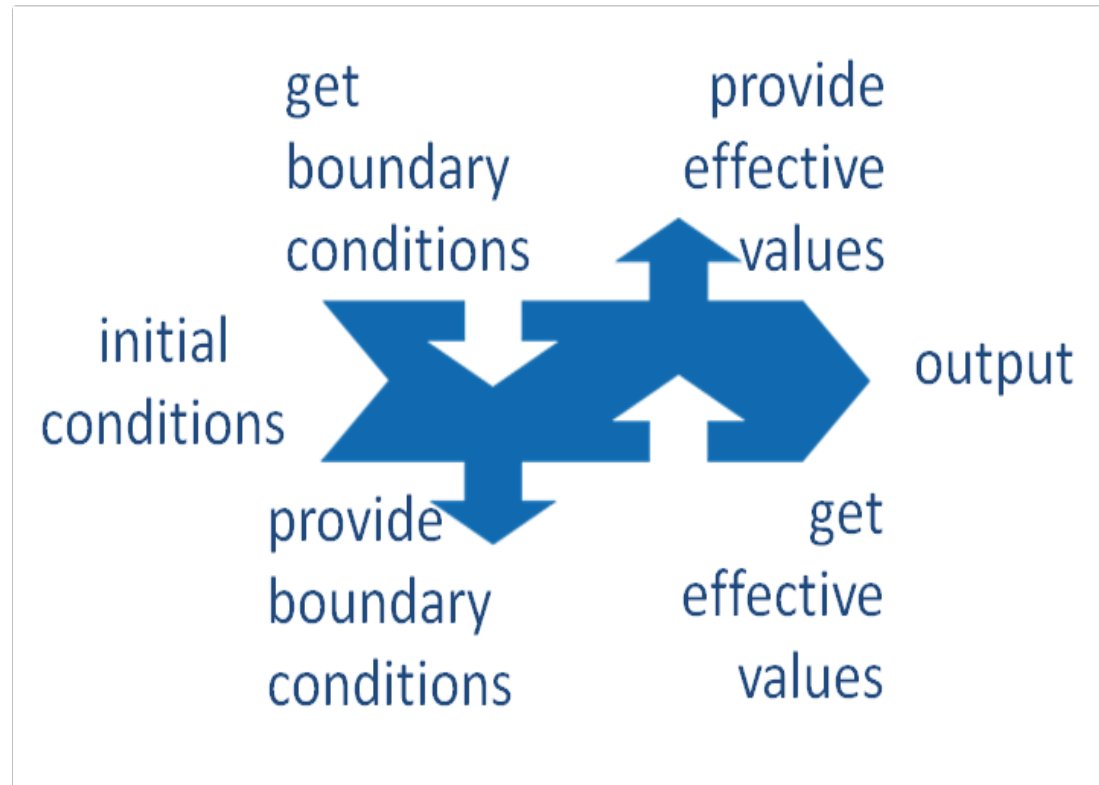 get
boundary
conditions
provide
effective
values
initial
conditions
output
provide
boundary
conditions
get
effective
values